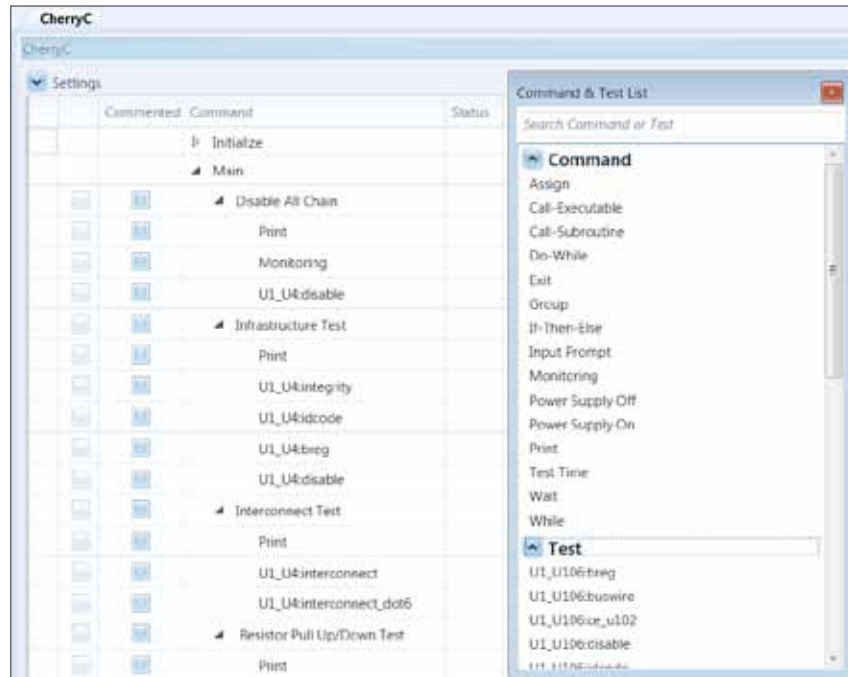 CherryC
CherryC
Settings
Commented Command Status
Initialize
Main
Disable All Chain
Print
Monitoring
U1_U4:disable
Infrastructure Test
Print
U1_U4:integrity
U1_U4:idcode
U1_U4:breg
U1_U4:disable
Interconnect Test
Print
U1_U4:interconnect
U1_U4:interconnect_dot6
Resistor Pull Up/Down Test
Print
Command & Test List
Search Command or Test
Command
Assign
Call-Executable
Call-Subroutine
Do-While
Exit
Group
If-Then-Else
Input Prompt
Monitoring
Power Supply Off
Power Supply On
Print
Test Time
Wait
While
Test
U1_U106:breg
U1_U106:buswire
U1_U106:ce_u102
U1_U106:disable